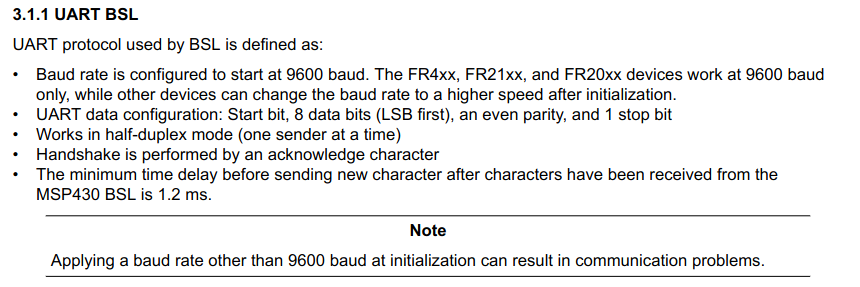 3.1.1 UART BSL
UART protocol used by BSL is defined as:
• Baud rate is configured to start at 9600 baud. The FR4xx, FR21xx, and FR20xx devices work at 9600 baud
only, while other devices can change the baud rate to a higher speed after initialization.
• UART data configuration: Start bit, 8 data bits (LSB first), an even parity, and 1 stop bit
• Works in half-duplex mode (one sender at a time)
• Handshake is performed by an acknowledge character
• The minimum time delay before sending new character after characters have been received from the
MSP430 BSL is 1.2 ms.
Note
Applying a baud rate other than 9600 baud at initialization can result in communication problems.